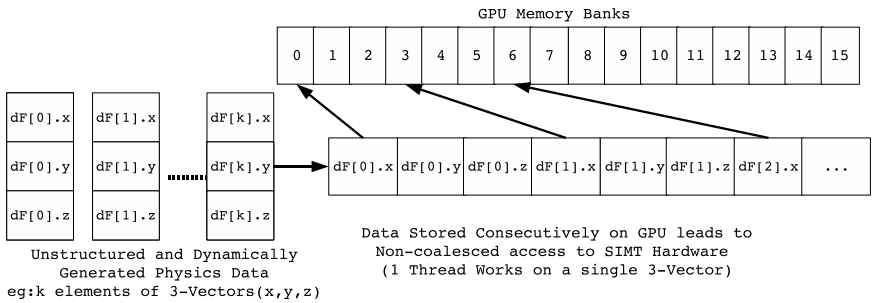 GPU Memory Banks
0 1 2 3 4 5 6 7 8 9 10 11 12 13 14 15
dF[0].x dF[1].x dF[k].x
dF[0].y dF[1].y dF[k].y
dF[0].z dF[1].z dF[k].z
dF[0].x dF[0].y dF[0].z dF[1].x dF[1].y dF[1].z dF[2].x ...
Data Stored Consecutively on GPU leads to
Non-coalesced access to SIMT Hardware
(1 Thread Works on a single 3-Vector)
Unstructured and Dynamically
Generated Physics Data
eg:k elements of 3-Vectors(x,y,z)